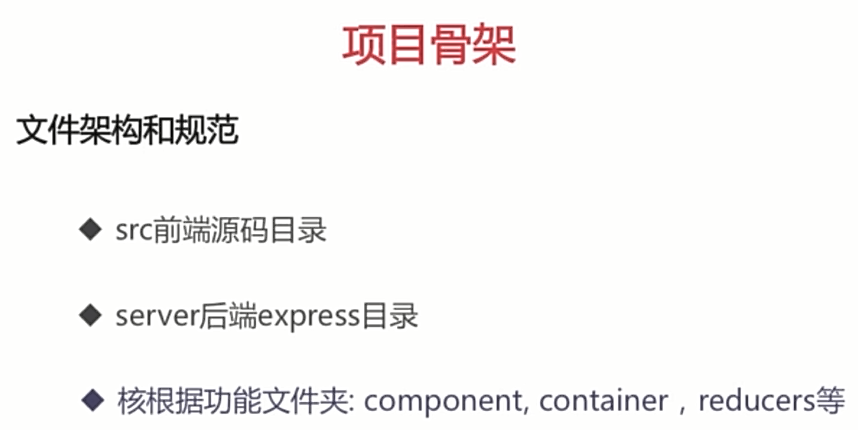 项目骨架
文件架构和规范
◆ src前端源码目录
◆ server后端express目录
◆ 核根据功能文件夹: component, container，reducers等